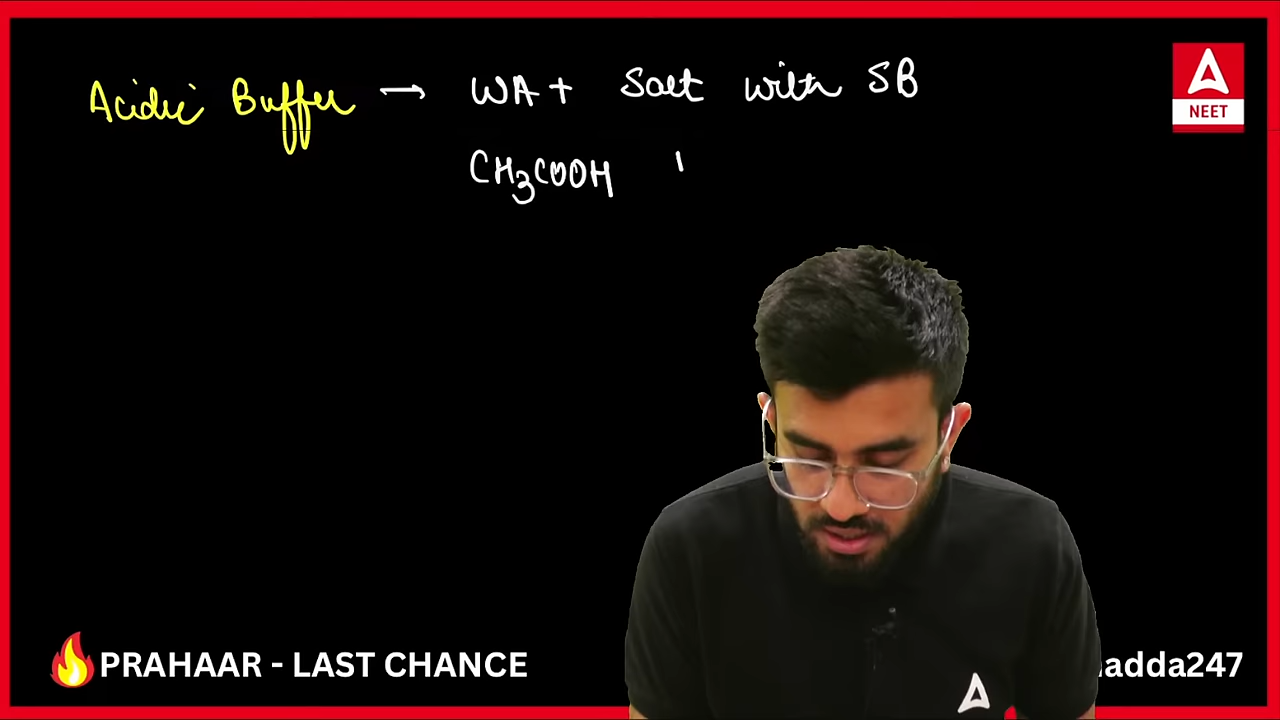 Acidic Buffer → WA + Salt with SB
CH3COOH
NEET
PRAHAAR - LAST CHANCE
adda247